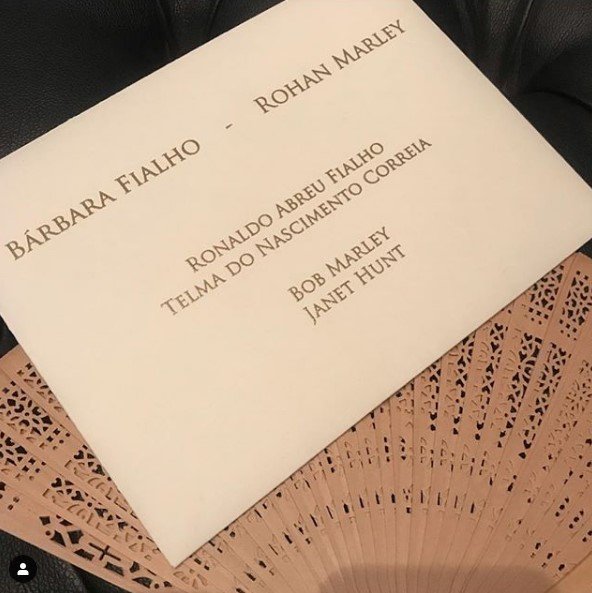 BÁRBARA FIALHO - ROHAN MARLEY
RONALDO ABREU FIALHO
TELMA DO NASCIMENTO CORREIA
BOB MARLEY
JANET HUNT